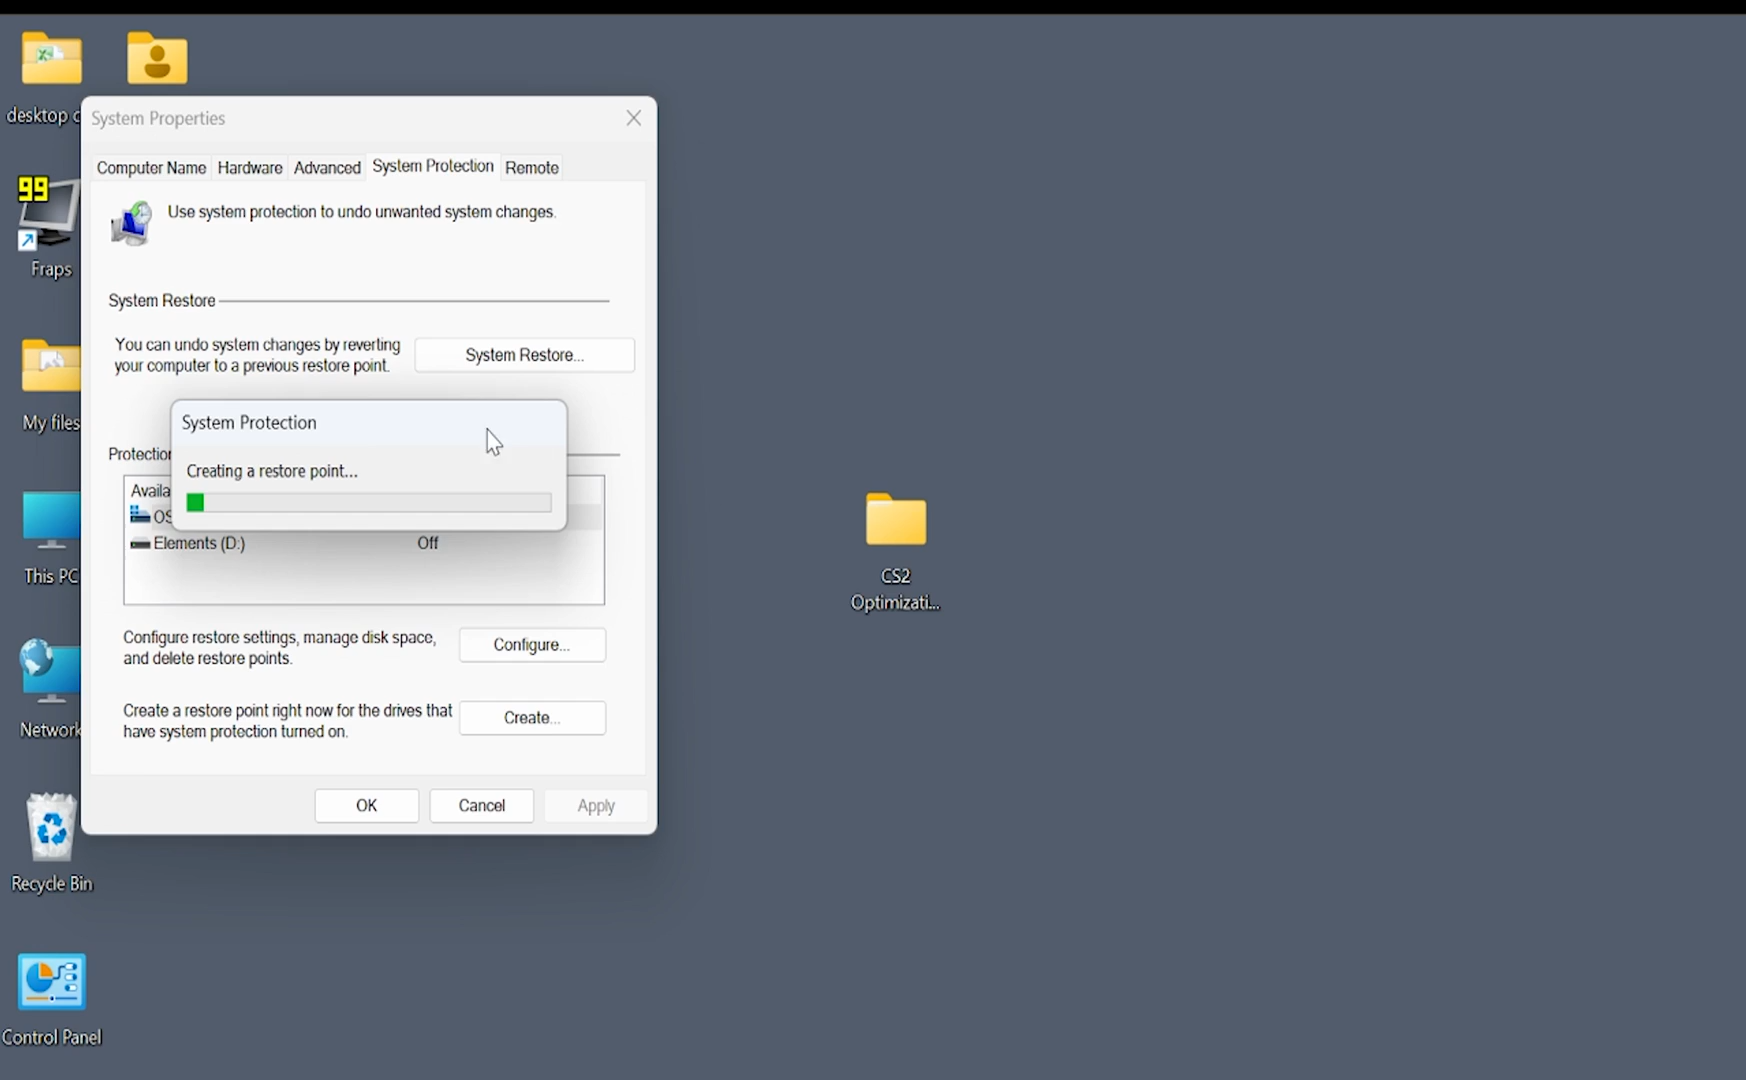 desktop c
System Properties
Computer Name
Hardware
Advanced
System Protection
Remote
Use system protection to undo unwanted system changes.
99
Fraps
System Restore
You can undo system changes by reverting
your computer to a previous restore point.
System Restore...
My files
System Protection
Creating a restore point...
Protection
Availa
OS
Elements (D:)
Off
This PC
CS2
Optimizati...
Configure restore settings, manage disk space,
and delete restore points.
Configure...
Create a restore point right now for the drives that
have system protection turned on.
Create...
Network
OK
Cancel
Apply
Recycle Bin
Control Panel